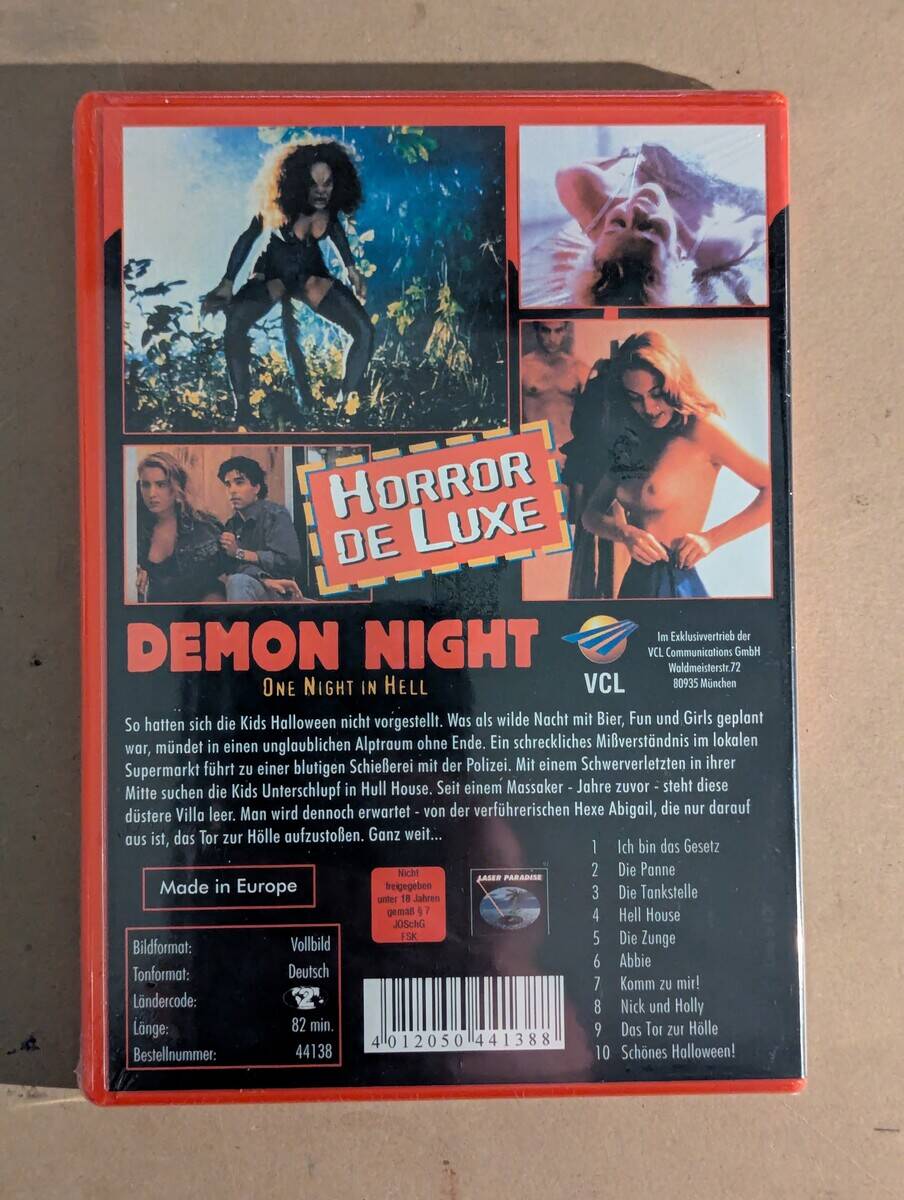 HORROR
DE LUXE
DEMON NIGHT
ONE NIGHT IN HELL
VCL
Im Exklusivvertrieb der
VCL Communications GmbH
Waldmeisterstr.72
80935 München
So hatten sich die Kids Halloween nicht vorgestellt. Was als wilde Nacht mit Bier, Fun und Girls geplant
war, mündet in einen unglaublichen Alptraum ohne Ende. Ein schreckliches Mißverständnis im lokalen
Supermarkt führt zu einer blutigen Schießerei mit der Polizei. Mit einem Schwerverletzten in ihrer
Mitte suchen die Kids Unterschlupf in Hull House. Seit einem Massaker - Jahre zuvor - steht diese
düstere Villa leer. Man wird dennoch erwartet - von der verführerischen Hexe Abigail, die nur darauf
aus ist, das Tor zur Hölle aufzustoßen. Ganz weit...
1 Ich bin das Gesetz
2 Die Panne
3 Die Tankstelle
4 Hell House
5 Die Zunge
6 Abbie
7 Komm zu mir!
8 Nick und Holly
9 Das Tor zur Hölle
10 Schönes Halloween!
Made in Europe
Nicht
freigegeben
unter 18 Jahren
gemäß § 7
JÖSchG
FSK
LASER PARADISE
Bildformat: Vollbild
Tonformat: Deutsch
Ländercode: 2
Länge: 82 min.
Bestellnummer: 44138
4 012050 441388